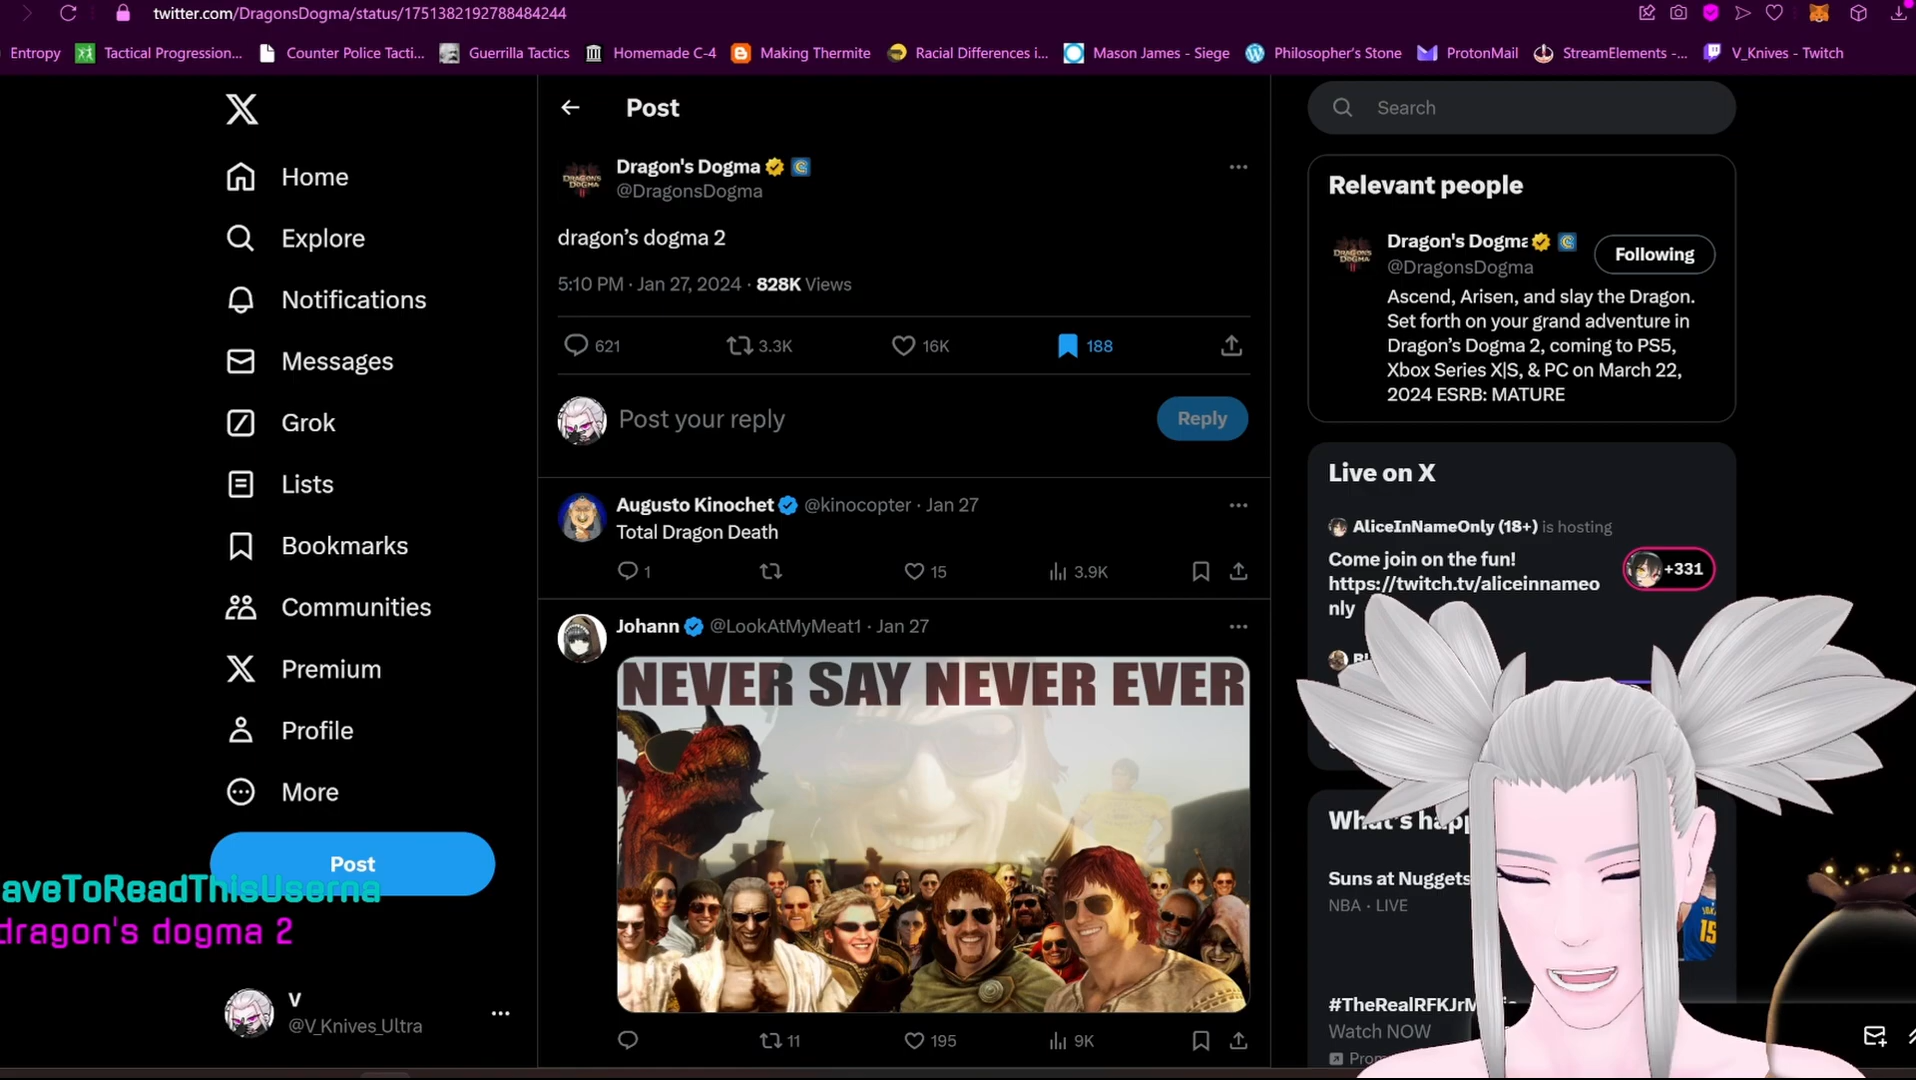 twitter.com/DragonsDogma/status/1751382192788484244
Entropy
Tactical Progression...
Counter Police Tacti...
Guerrilla Tactics
Homemade C-4
Making Thermite
Racial Differences i...
Mason James - Siege
Philosopher's Stone
ProtonMail
StreamElements -...
V_Knives - Twitch
Home
Explore
Notifications
Messages
Grok
Lists
Bookmarks
Communities
Premium
Profile
More
Post
aveToReadThisUserna
dragon's dogma 2
V
@V_Knives_Ultra
Post
Dragon's Dogma
@DragonsDogma
dragon's dogma 2
5:10 PM · Jan 27, 2024 · 828K Views
621 3.3K 16K 188
Post your reply
Reply
Augusto Kinochet @kinocopter · Jan 27
Total Dragon Death
1 15 3.9K
Johann @LookAtMyMeat1 · Jan 27
NEVER SAY NEVER EVER
11 195 9K
Search
Relevant people
Dragon's Dogma
@DragonsDogma
Following
Ascend, Arisen, and slay the Dragon.
Set forth on your grand adventure in
Dragon's Dogma 2, coming to PS5,
Xbox Series X|S, & PC on March 22,
2024 ESRB: MATURE
Live on X
AliceInNameOnly (18+) is hosting
Come join on the fun!
https://twitch.tv/aliceinnameo
nly
+331
What's happ
Suns at Nuggets
NBA · LIVE
15
#TheRealRFKJrM
Watch NOW
Prom